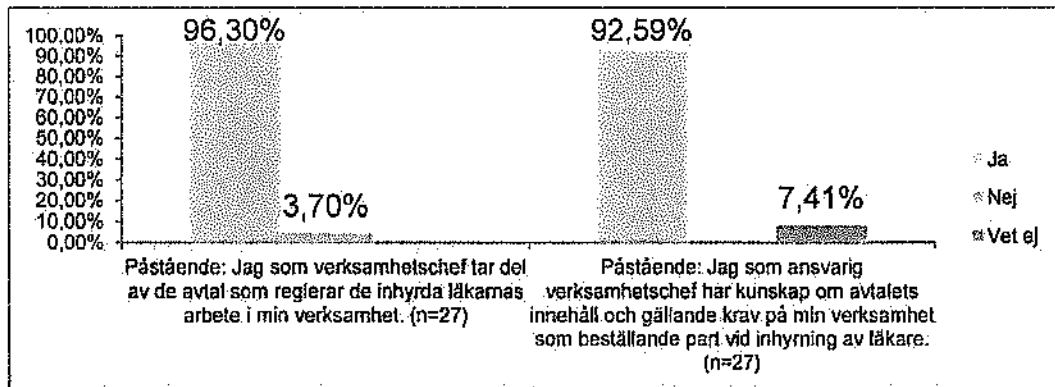 96,30%
92,59%
100,00%
90,00%
80,00%
70,00%
60,00%
50,00%
40,00%
30,00%
20,00%
10,00%
0,00%
3,70%
7,41%
Ja
Nej
Vet ej
Påstående: Jag som verksamhetschef tar del
av de avtal som reglerar de inhyrda läkarnas
arbete i min verksamhet. (n=27)
Påstående: Jag som ansvarig
verksamhetschef har kunskap om avtalets
innehåll och gällande krav på min verksamhet
som beställande part vid inhyrning av läkare.
(n=27)